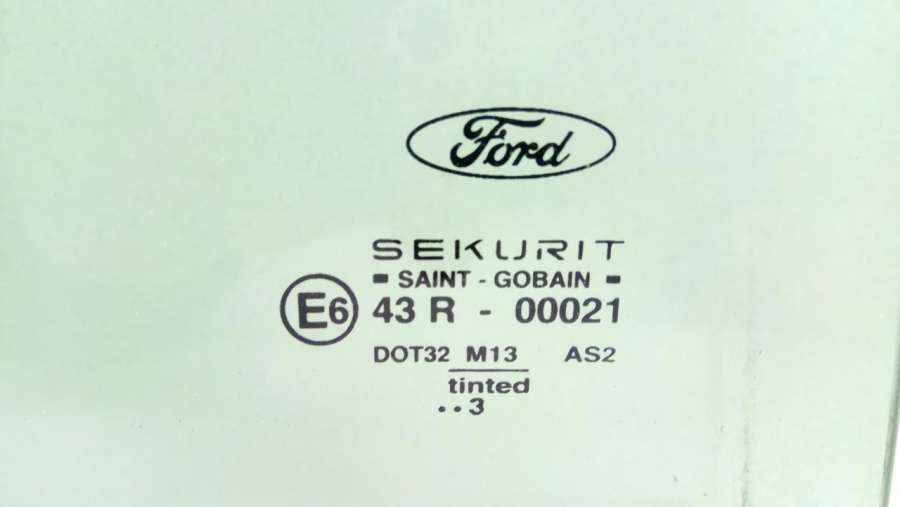 Ford
SEKURIT
- SAINT - GOBAIN -
E6 43 R - 00021
DOT32 M13 AS2
tinted
..3